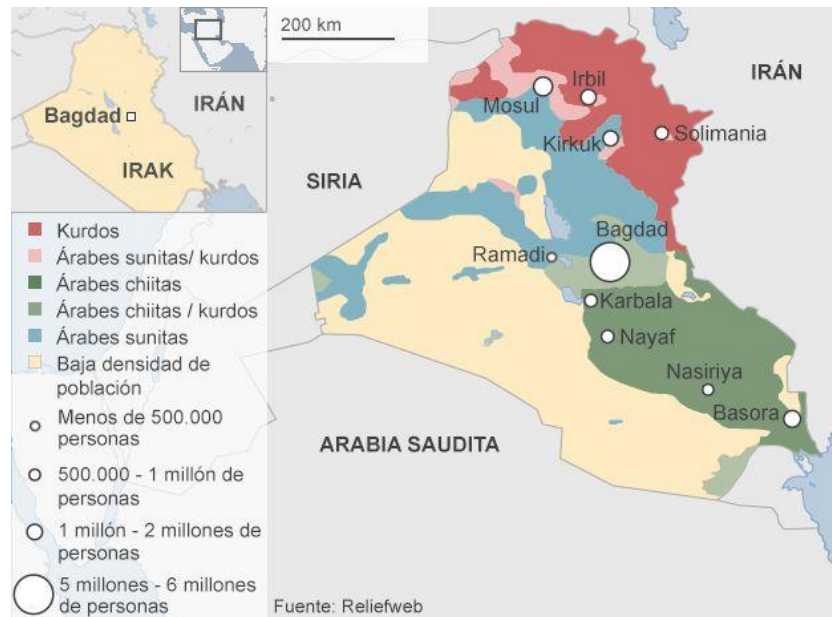 IRÁN
Bagdad
IRAK
200 km
Kurdos
Árabes sunitas/ kurdos
Árabes chiitas
Árabes chiitas / kurdos
Árabes sunitas
Baja densidad de
población
Menos de 500.000
personas
500.000 - 1 millón de
personas
1 millón - 2 millones de
personas
5 millones - 6 millones
de personas
IRÁN
Irbil
Mosul
Solimania
Kirkuk
SIRIA
Bagdad
Ramadi
Karbala
Nayaf
Nasiriya
Basora
ARABIA SAUDITA
Fuente: Reliefweb